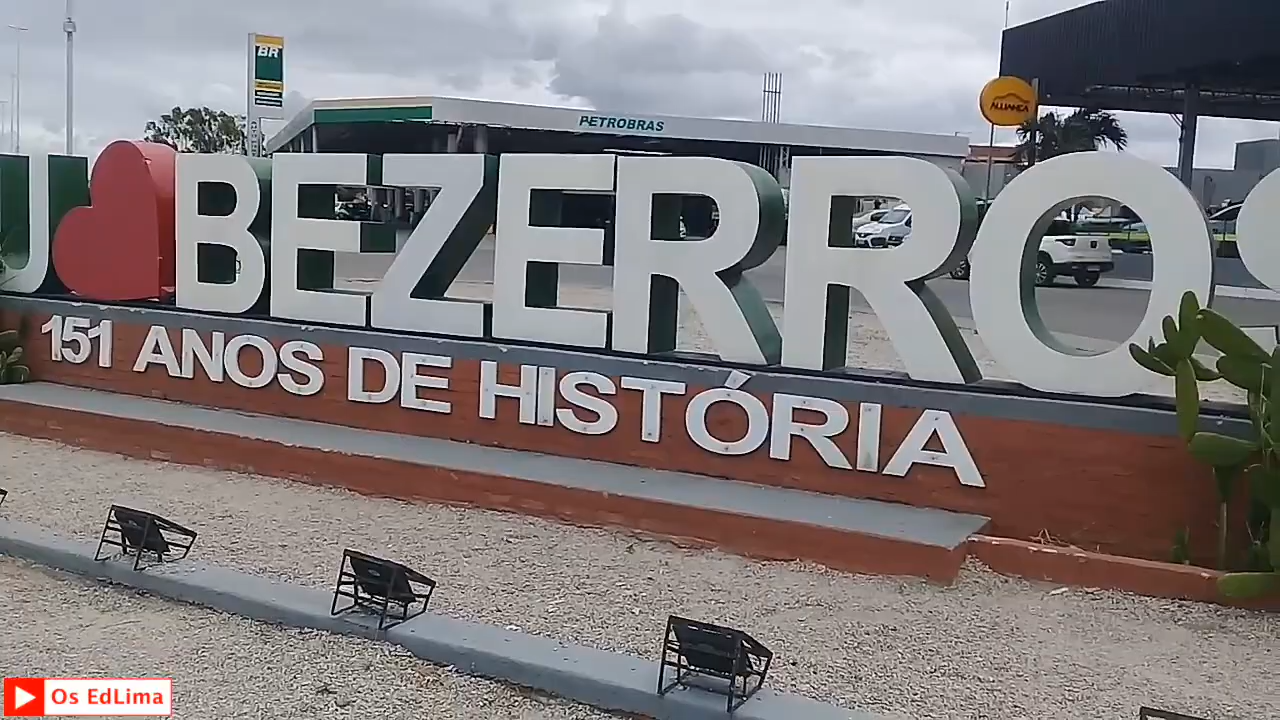 BR
PETROBRAS
ALLIANÇA
U BEZERROS
151 ANOS DE HISTÓRIA
Os EdLima